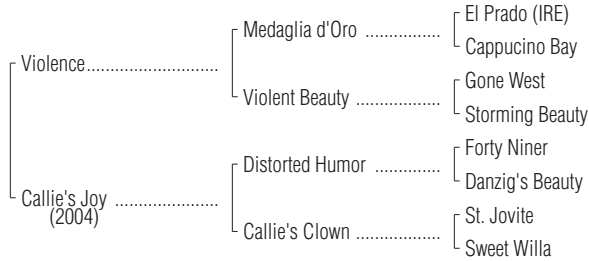 El Prado (IRE)
Medaglia d'Oro ..................
Cappucino Bay
Violence...............................
Gone West
Violent Beauty ....................
Storming Beauty
Forty Niner
Distorted Humor ...............
Danzig's Beauty
Callie's Joy ........................
(2004)
St. Jovite
Callie's Clown .....................
Sweet Willa